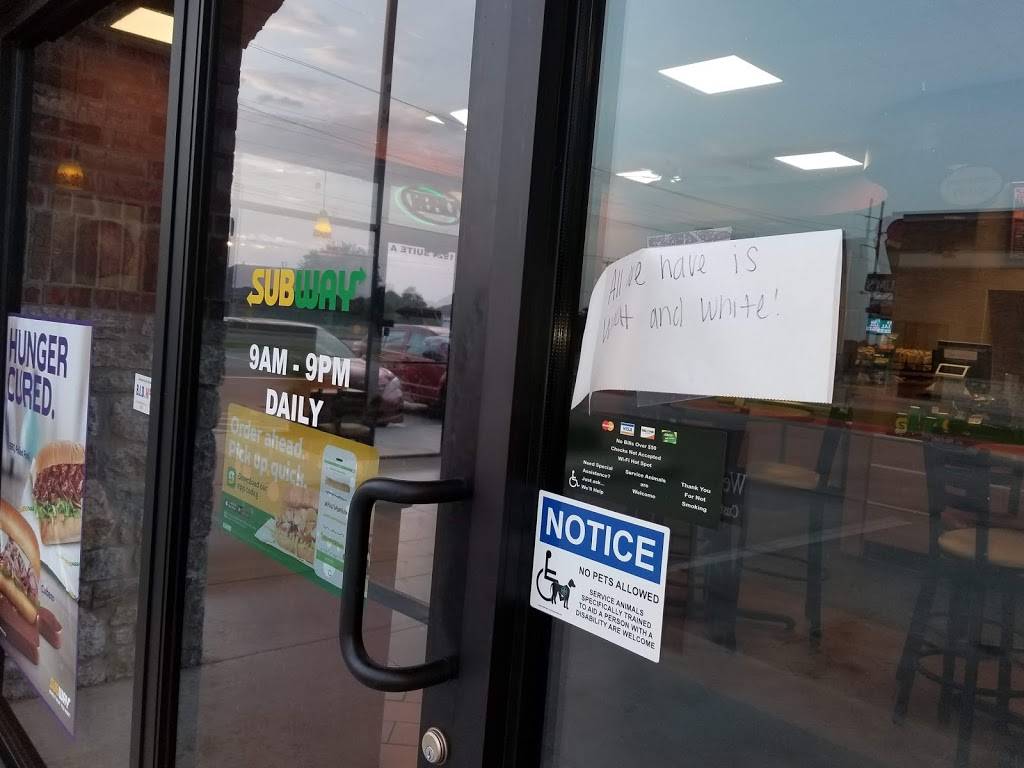 HUNGER
CURED.
SUBWAY
SUBWAY
9AM - 9PM
DAILY
Order ahead.
Pick up quick.
SUITE A
All we have is
wheat and white!
No Bills Over $50
Checks Not Accepted
Wi-Fi Hot Spot
Need Special
Assistance?
Just ask...
We'll Help
Service Animals
are
Welcome
Thank You
For Not
Smoking
NOTICE
NO PETS ALLOWED
SERVICE ANIMALS
SPECIFICALLY TRAINED
TO AID A PERSON WITH A
DISABILITY ARE WELCOME